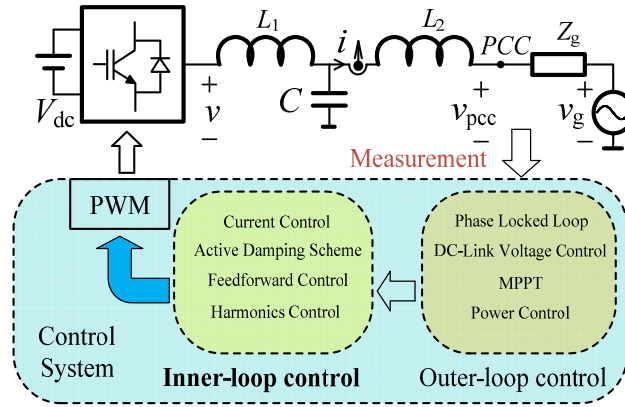 L1
i
L2
PCC
Zg
Vdc
+
v
−
C
+
vpcc
−
+
vg
−
Measurement
PWM
Current Control
Active Damping Scheme
Feedforward Control
Harmonics Control
Phase Locked Loop
DC-Link Voltage Control
MPPT
Power Control
Control
System
Inner-loop control
Outer-loop control